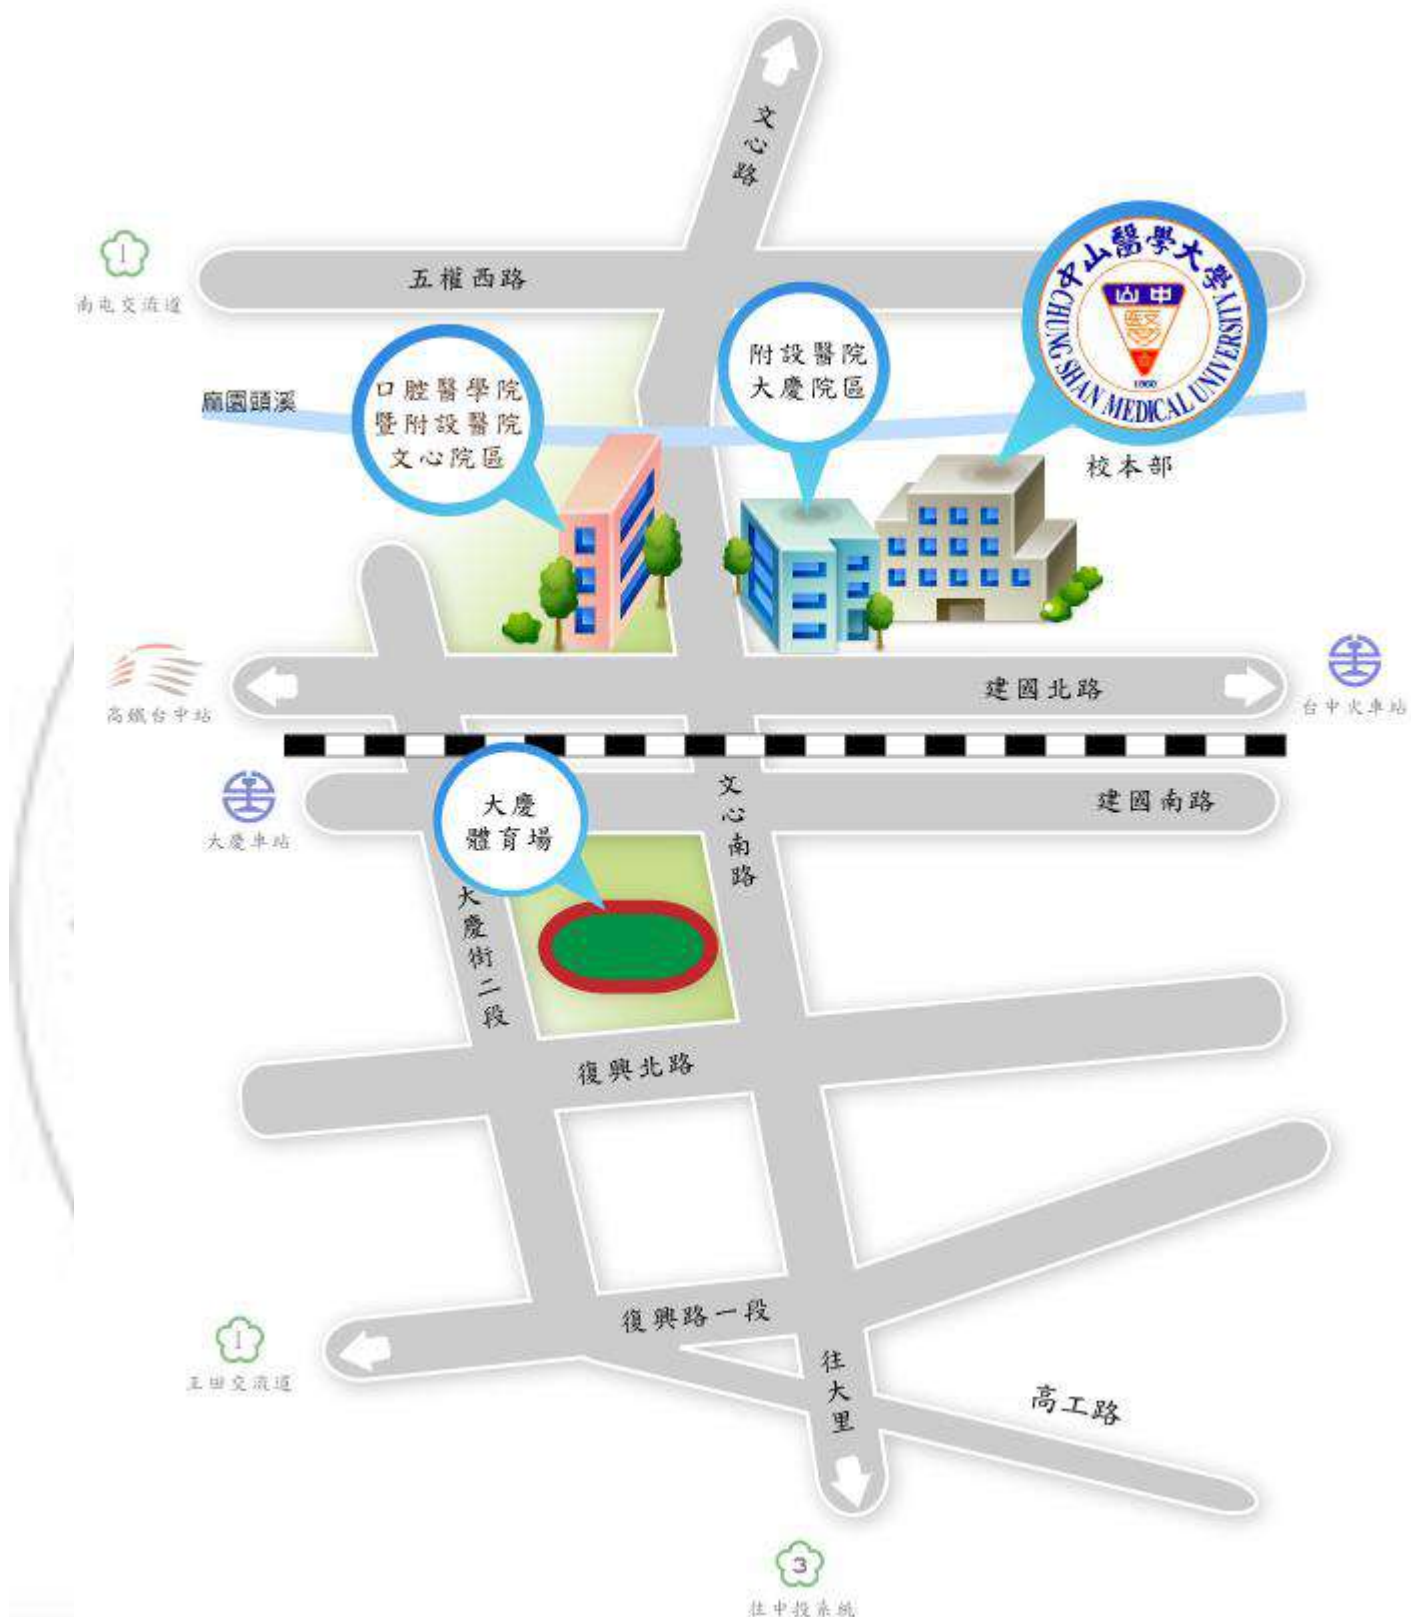 文心路
五權西路
1
南屯交流道
中山醫學大學
CHUNG SHAN MEDICAL UNIVERSITY
中山
1960
校本部
附設醫院
大慶院區
口腔醫學院
暨附設醫院
文心院區
麻園頭溪
高鐵台中站
建國北路
台中火車站
大慶車站
大慶
體育場
文心南路
建國南路
大慶街二段
復興北路
復興路一段
1
王田交流道
往大里
高工路
3
往中投系統